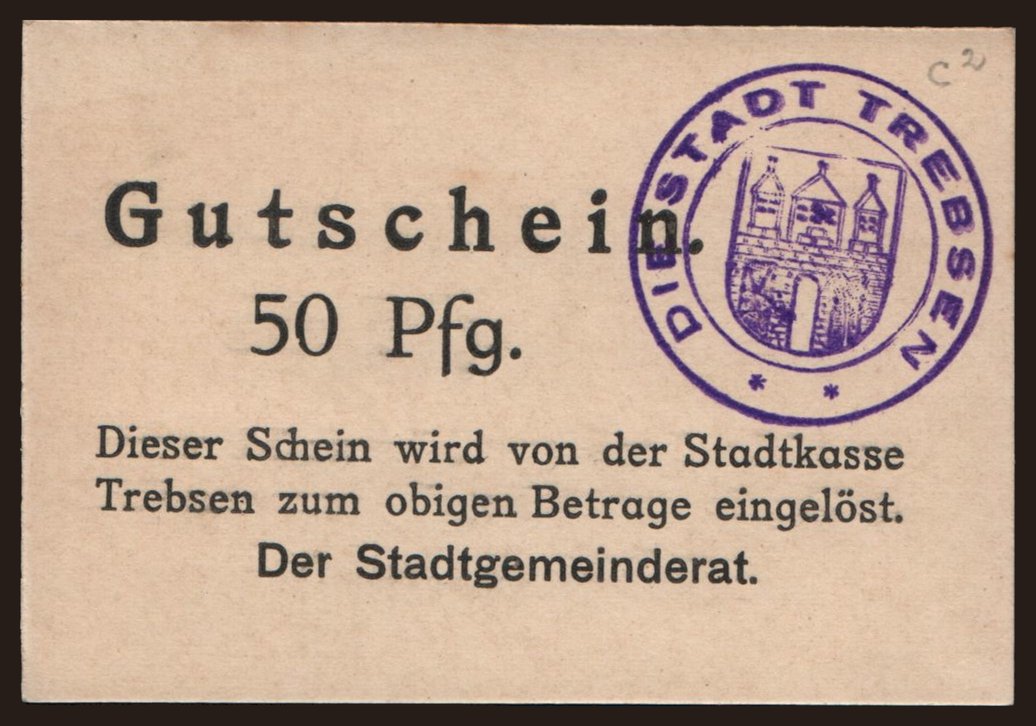 C 2
DIE STADT TREBSEN
* *
Gutschein.
50 Pfg.
Dieser Schein wird von der Stadtkasse
Trebsen zum obigen Betrage eingelöst.
Der Stadtgemeinderat.